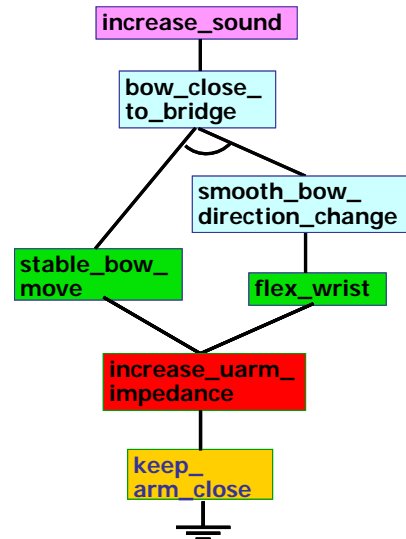 increase_sound
bow_close_
to_bridge
smooth_bow_
direction_change
stable_bow_
move
flex_wrist
increase_uarm_
impedance
keep_
arm_close